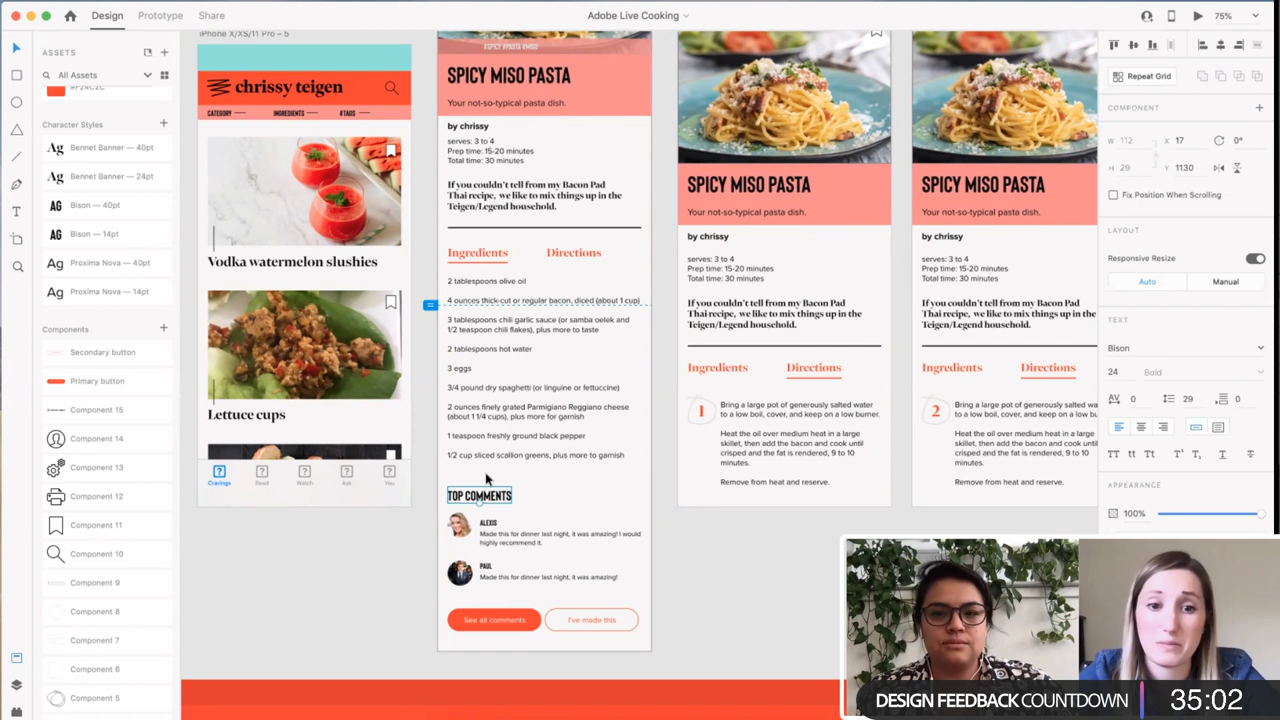 Design
Prototype
Share
Adobe Live Cooking
75%
ASSETS
All Assets
#F24C2C
Character Styles
Ag Bennet Banner — 40pt
Ag Bennet Banner — 24pt
AG Bison — 40pt
AG Bison — 14pt
Ag Proxima Nova — 40pt
Ag Proxima Nova — 14pt
Components
Secondary button
Primary button
Component 15
Component 14
Component 13
Component 12
Component 11
Component 10
Component 9
Component 8
Component 7
Component 6
Component 5
iPhone X/XS/11 Pro – 5
chrissy teigen
CATEGORY
INGREDIENTS
#TAGS
Vodka watermelon slushies
Lettuce cups
Cravings
Read
Watch
Ask
You
#SPICY #PASTA #MISO
SPICY MISO PASTA
Your not-so-typical pasta dish.
by chrissy
serves: 3 to 4
Prep time: 15-20 minutes
Total time: 30 minutes
If you couldn't tell from my Bacon Pad
Thai recipe, we like to mix things up in the
Teigen/Legend household.
Ingredients
Directions
2 tablespoons olive oil
4 ounces thick-cut or regular bacon, diced (about 1 cup)
3 tablespoons chili garlic sauce (or samba oelek and
1/2 teaspoon chili flakes), plus more to taste
2 tablespoons hot water
3 eggs
3/4 pound dry spaghetti (or linguine or fettuccine)
2 ounces finely grated Parmigiano Reggiano cheese
(about 1 1/4 cups), plus more for garnish
1 teaspoon freshly ground black pepper
1/2 cup sliced scallion greens, plus more to garnish
TOP COMMENTS
ALEXIS
Made this for dinner last night, it was amazing! I would
highly recommend it.
PAUL
Made this for dinner last night, it was amazing!
See all comments
I've made this
SPICY MISO PASTA
Your not-so-typical pasta dish.
by chrissy
serves: 3 to 4
Prep time: 15-20 minutes
Total time: 30 minutes
If you couldn't tell from my Bacon Pad
Thai recipe, we like to mix things up in the
Teigen/Legend household.
Ingredients
Directions
1
Bring a large pot of generously salted water
to a low boil, cover, and keep on a low burner.
Heat the oil over medium heat in a large
skillet, then add the bacon and cook until
crisped and the fat is rendered, 9 to 10
minutes.
Remove from heat and reserve.
SPICY MISO PASTA
Your not-so-typical pasta dish.
by chrissy
serves: 3 to 4
Prep time: 15-20 minutes
Total time: 30 minutes
If you couldn't tell from my Bacon Pad
Thai recipe, we like to mix things up in the
Teigen/Legend household.
Ingredients
Directions
2
Bring a large pot of generously salted wa
to a low boil, cover, and keep on a low bu
Heat the oil over medium heat in a large
skillet, then add the bacon and cook until
crisped and the fat is rendered, 9 to 10
minutes.
Remove from heat and reserve.
Repeat Grid
COMPONENT
W 112
X
0°
H 29
Y 1130
Fix Position When Scrolling
LAYOUT
Responsive Resize
Auto
Manual
TEXT
Bison
24
Bold
AV 0
29
0
TT tt Tt T¹ T₁ T T
APPEARANCE
100%
DESIGN FEEDBACK COUNTDOWN
35:02